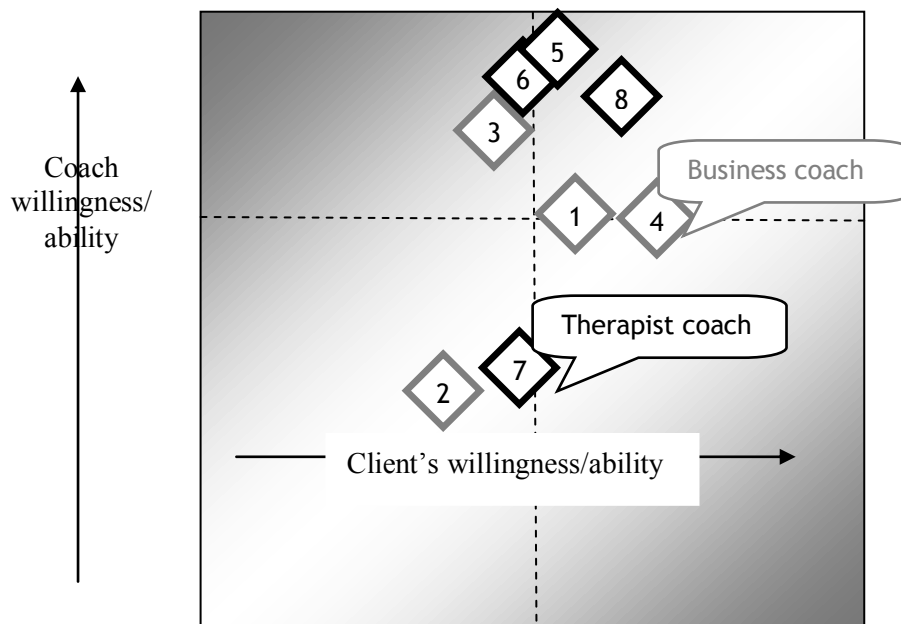 5
6
8
3
Coach
willingness/
ability
Business coach
1
4
Therapist coach
7
2
Client's willingness/ability